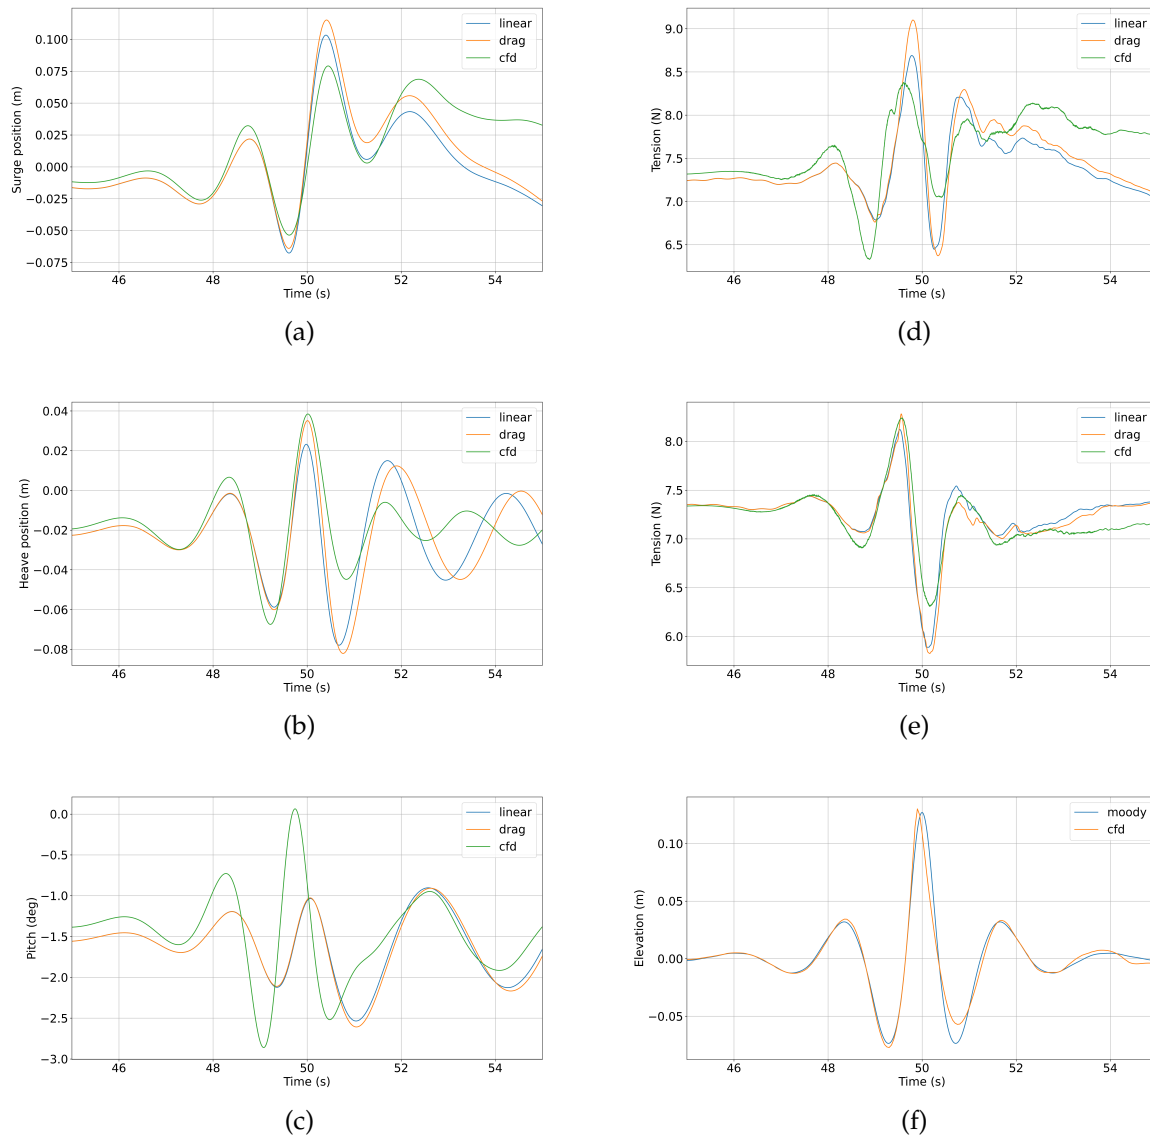 linear
drag
cfd
0.100
0.075
0.050
0.025
0.000
−0.025
−0.050
−0.075
Surge position (m)
46 48 50 52 54
Time (s)
(a)
linear
drag
cfd
9.0
8.5
8.0
7.5
7.0
6.5
Tension (N)
46 48 50 52 54
Time (s)
(d)
linear
drag
cfd
0.04
0.02
0.00
−0.02
−0.04
−0.06
−0.08
Heave position (m)
46 48 50 52 54
Time (s)
(b)
linear
drag
cfd
8.0
7.5
7.0
6.5
6.0
Tension (N)
46 48 50 52 54
Time (s)
(e)
linear
drag
cfd
0.0
−0.5
−1.0
−1.5
−2.0
−2.5
−3.0
Pitch (deg)
46 48 50 52 54
Time (s)
(c)
moody
cfd
0.10
0.05
0.00
−0.05
Elevation (m)
46 48 50 52 54
Time (s)
(f)